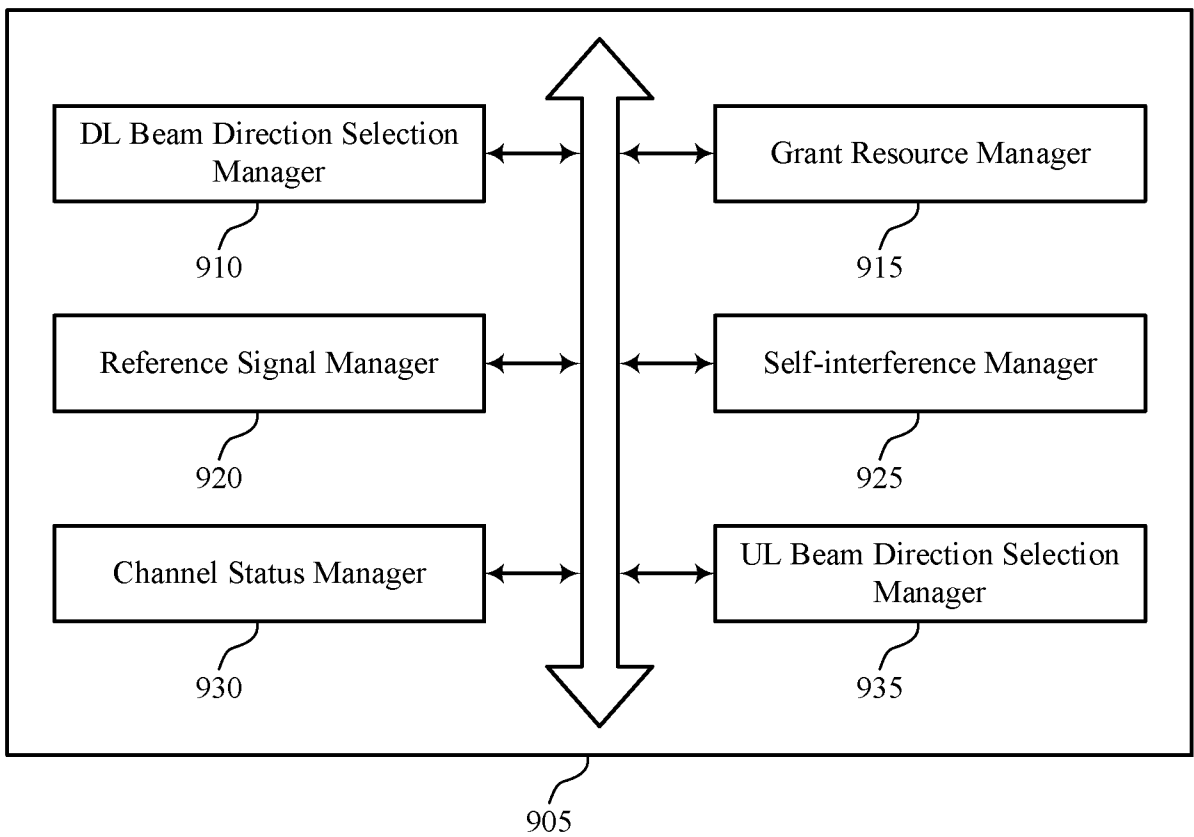 DL Beam Direction Selection
Manager
910
Grant Resource Manager
915
Reference Signal Manager
920
Self-interference Manager
925
Channel Status Manager
930
UL Beam Direction Selection
Manager
935
905